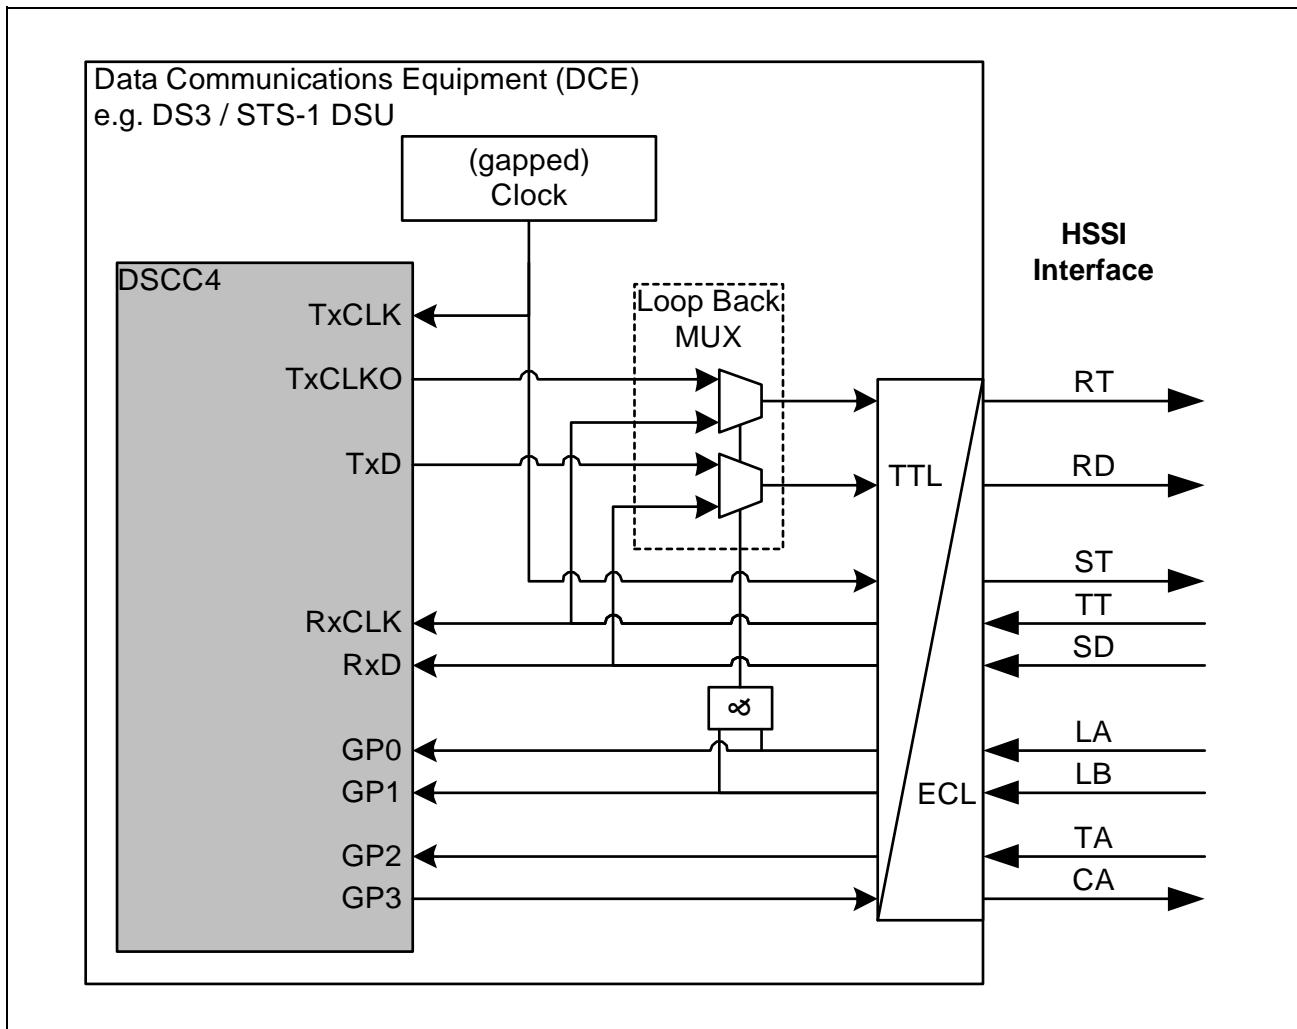 Data Communications Equipment (DCE)
e.g. DS3 / STS-1 DSU
(gapped)
Clock
HSSI
Interface
DSCC4
TxCLK
Loop Back
MUX
TxCLKO
RT
TxD
TTL
RD
ST
RxCLK
TT
RxD
SD
&
GP0
LA
GP1
ECL
LB
GP2
TA
GP3
CA